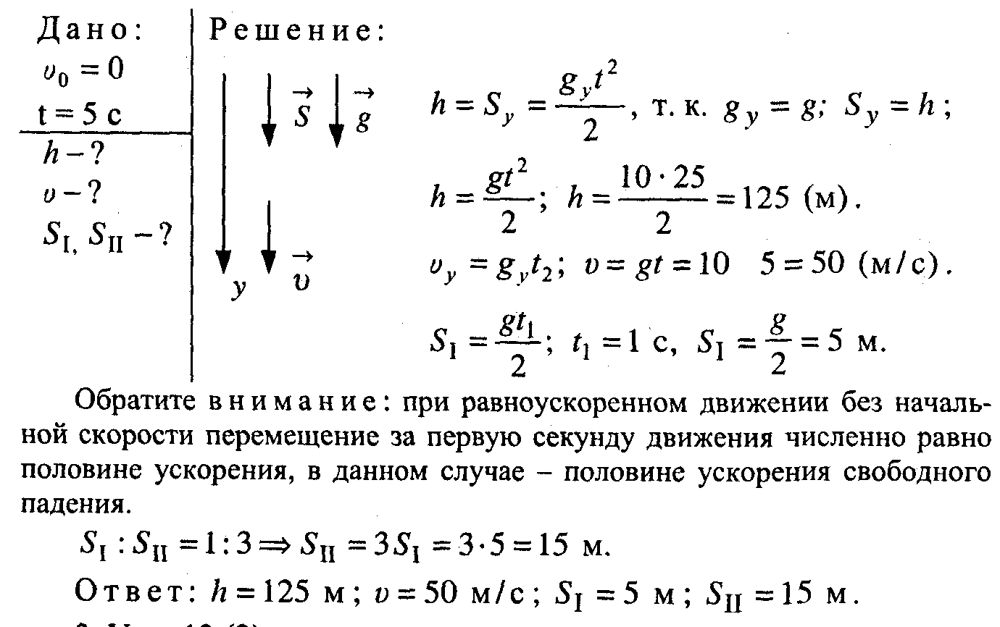 Дано:
υ₀ = 0
t = 5 с
h – ?
υ – ?
S_I, S_II – ?
Решение:
S⃗ g⃗
y υ⃗
h = S_y = g_y t²/2, т. к. g_y = g; S_y = h;
h = gt²/2; h = 10·25/2 = 125 (м).
υ_y = g_y t₂; υ = gt = 10 5 = 50 (м/с).
S_I = gt₁/2; t₁ = 1 с, S_I = g/2 = 5 м.
Обратите внимание: при равноускоренном движении без началь-
ной скорости перемещение за первую секунду движения численно равно
половине ускорения, в данном случае – половине ускорения свободного
падения.
S_I : S_II = 1 : 3 ⇒ S_II = 3S_I = 3·5 = 15 м.
Ответ: h = 125 м; υ = 50 м/с; S_I = 5 м; S_II = 15 м.